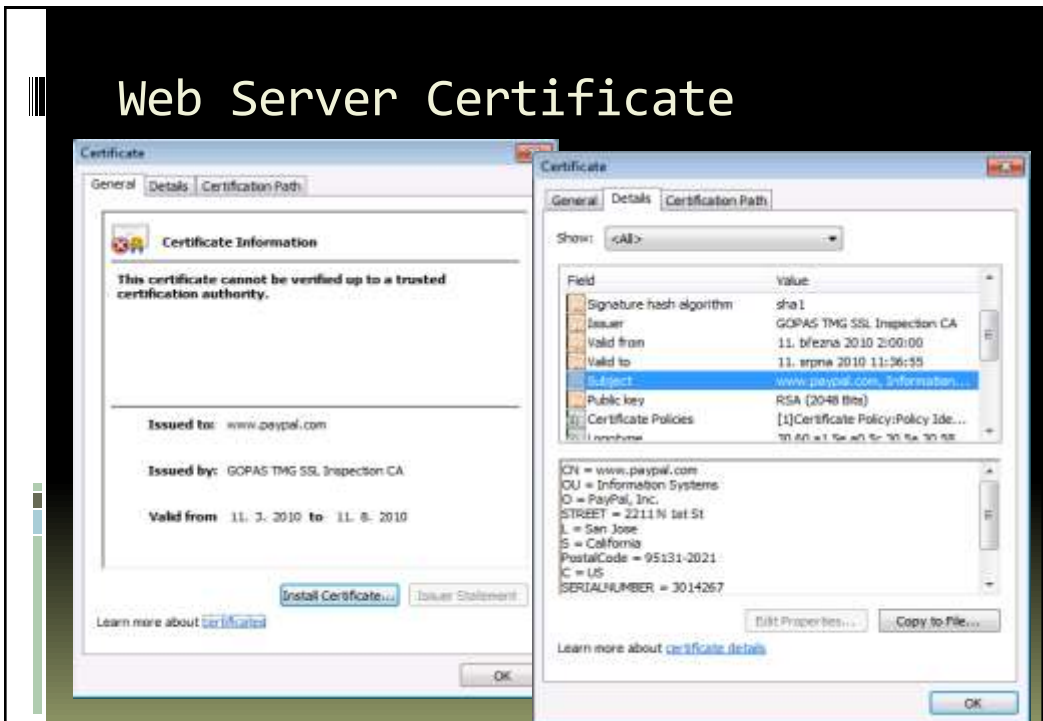 Web Server Certificate
Certificate
General Details Certification Path
Certificate Information
This certificate cannot be verified up to a trusted
certification authority.
Issued to: www.paypal.com
Issued by: GOPAS TMG SSL Inspection CA
Valid from 11. 3. 2010 to 11. 8. 2010
Install Certificate... Issuer Statement
Learn more about certificates
OK
Certificate
General Details Certification Path
Show: <All>
Field Value
Signature hash algorithm sha1
Issuer GOPAS TMG SSL Inspection CA
Valid from 11. března 2010 2:00:00
Valid to 11. srpna 2010 11:36:55
Subject www.paypal.com, Information...
Public key RSA (2048 Bits)
Certificate Policies [1]Certificate Policy:Policy Ide...
Logotype
CN = www.paypal.com
OU = Information Systems
O = PayPal, Inc.
STREET = 2211 N 1st St
L = San Jose
S = California
PostalCode = 95131-2021
C = US
SERIALNUMBER = 3014267
Edit Properties... Copy to File...
Learn more about certificate details
OK